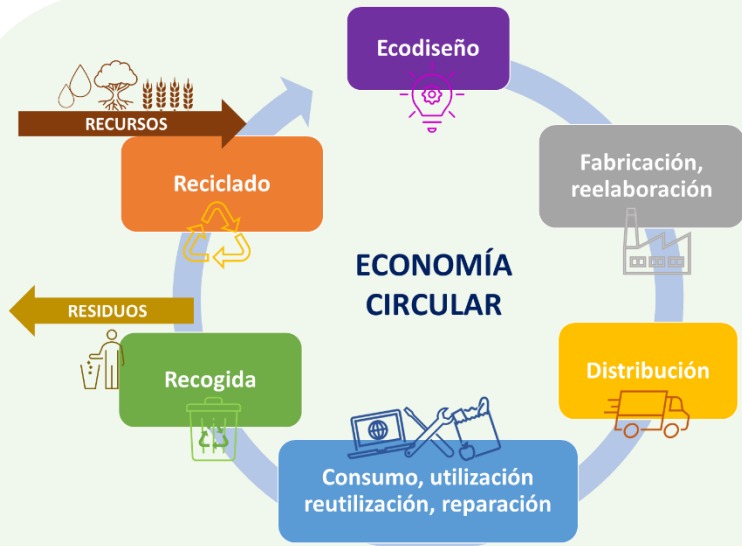 Ecodiseño
RECURSOS
Reciclado
Fabricación,
reelaboración
ECONOMÍA
CIRCULAR
RESIDUOS
Recogida
Distribución
Consumo, utilización
reutilización, reparación